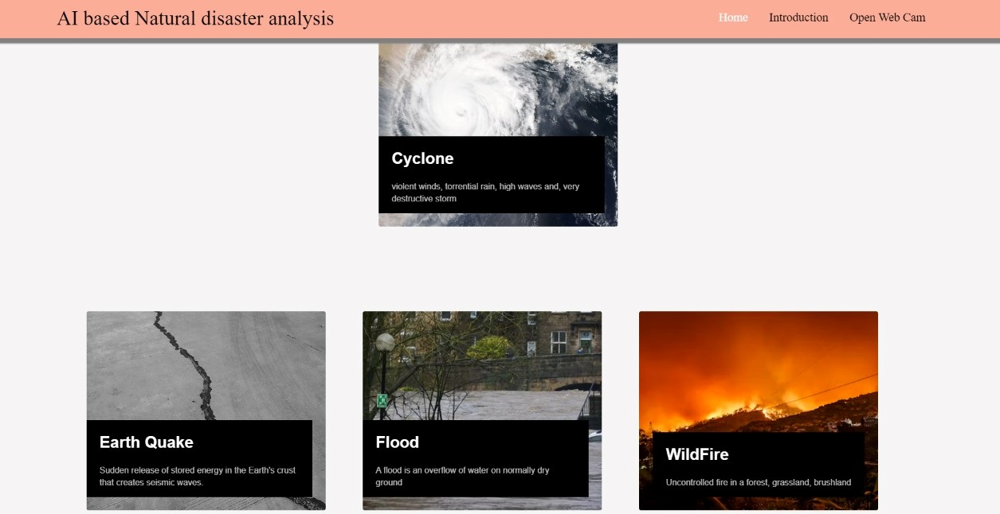 AI based Natural disaster analysis
Home Introduction Open Web Cam
Cyclone
violent winds, torrential rain, high waves and, very
destructive storm
Earth Quake
Sudden release of stored energy in the Earth's crust
that creates seismic waves.
Flood
A flood is an overflow of water on normally dry
ground
WildFire
Uncontrolled fire in a forest, grassland, brushland